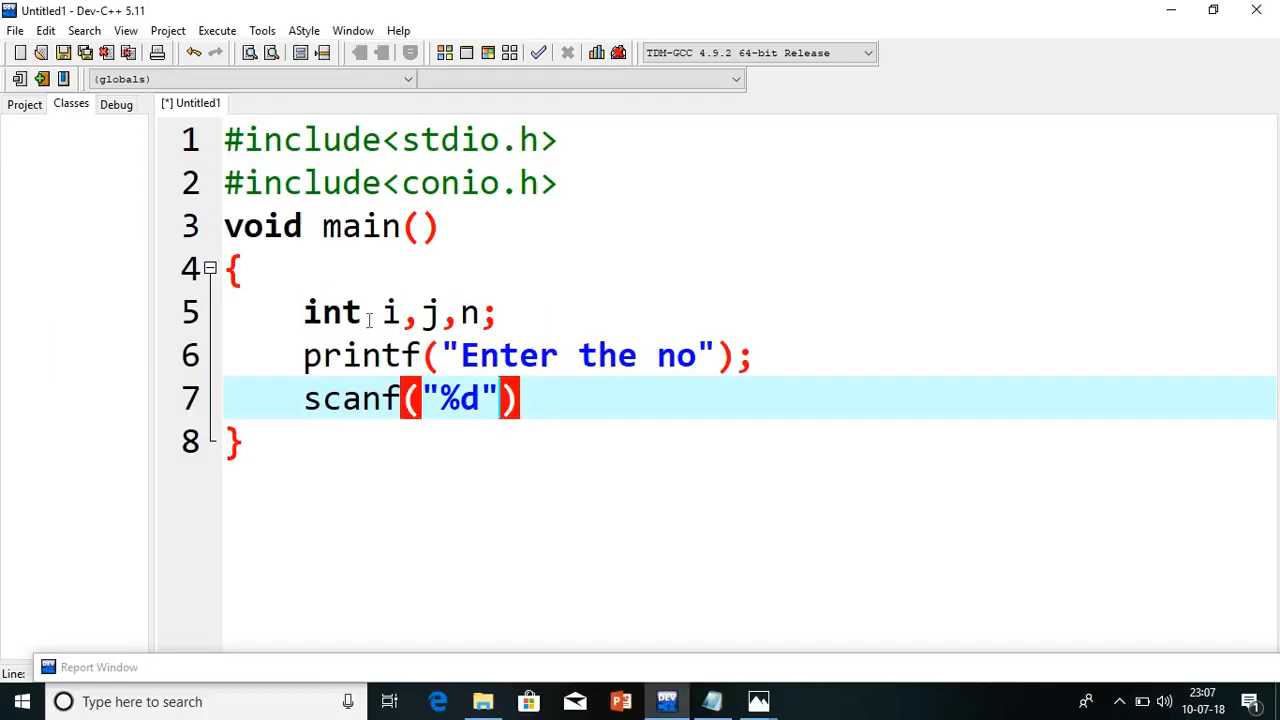 Untitled1 - Dev-C++ 5.11
File Edit Search View Project Execute Tools AStyle Window Help
TDM-GCC 4.9.2 64-bit Release
(globals)
Project Classes Debug
[*] Untitled1
1 #include<stdio.h>
2 #include<conio.h>
3 void main()
4 {
5 int i,j,n;
6 printf("Enter the no");
7 scanf("%d")
8 }
Report Window
Line:
Type here to search
DEV
23:07
10-07-18
1